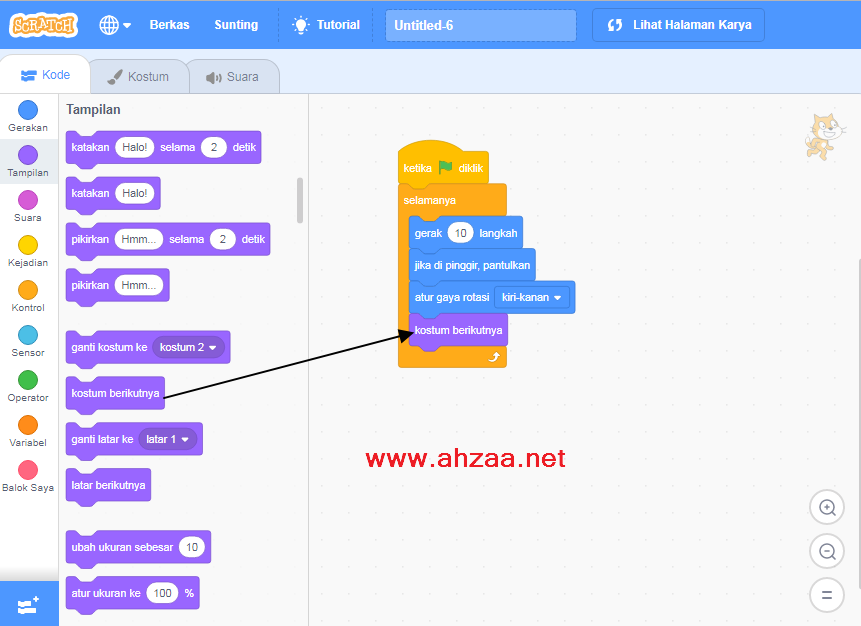 SCRATCH
Berkas
Sunting
Tutorial
Untitled-6
Lihat Halaman Karya
Kode
Kostum
Suara
Gerakan
Tampilan
Suara
Kejadian
Kontrol
Sensor
Operator
Variabel
Balok Saya
Tampilan
katakan Halo! selama 2 detik
katakan Halo!
pikirkan Hmm... selama 2 detik
pikirkan Hmm...
ganti kostum ke kostum 2
kostum berikutnya
ganti latar ke latar 1
latar berikutnya
ubah ukuran sebesar 10
atur ukuran ke 100 %
ketika diklik
selamanya
gerak 10 langkah
jika di pinggir, pantulkan
atur gaya rotasi kiri-kanan
kostum berikutnya
www.ahzaa.net